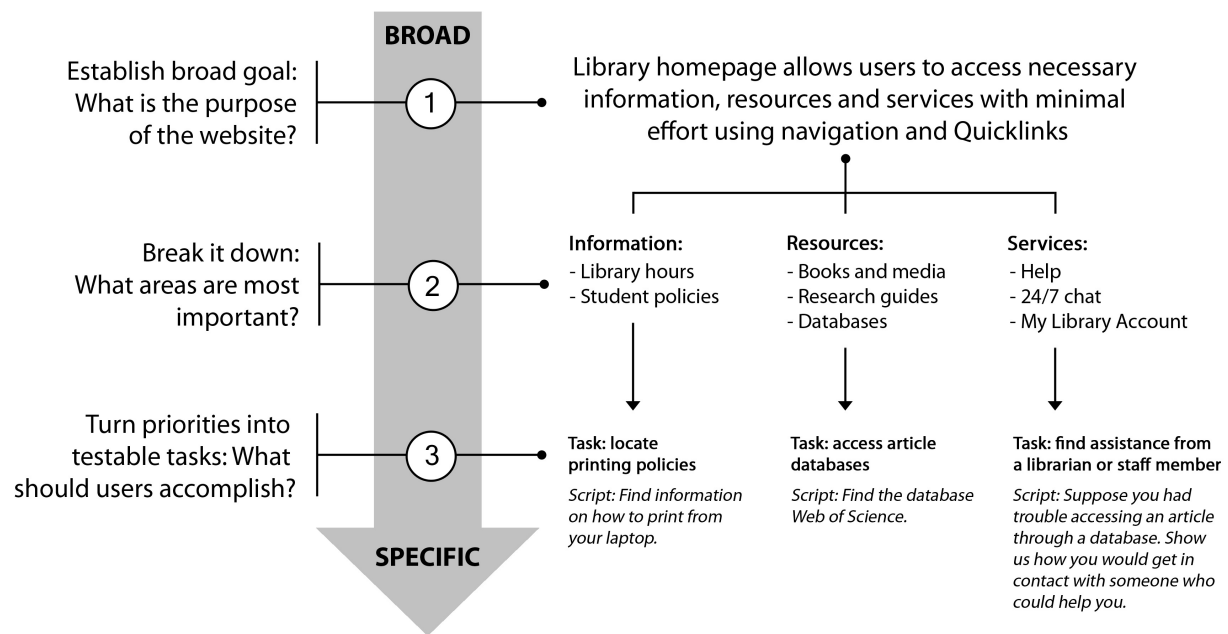 BROAD
Establish broad goal:
What is the purpose
of the website?
1
Library homepage allows users to access necessary
information, resources and services with minimal
effort using navigation and Quicklinks
Break it down:
What areas are most
important?
2
Information:
- Library hours
- Student policies
Resources:
- Books and media
- Research guides
- Databases
Services:
- Help
- 24/7 chat
- My Library Account
Turn priorities into
testable tasks: What
should users accomplish?
3
Task: locate
printing policies
Script: Find information
on how to print from
your laptop.
Task: access article
databases
Script: Find the database
Web of Science.
Task: find assistance from
a librarian or staff member
Script: Suppose you had
trouble accessing an article
through a database. Show
us how you would get in
contact with someone who
could help you.
SPECIFIC